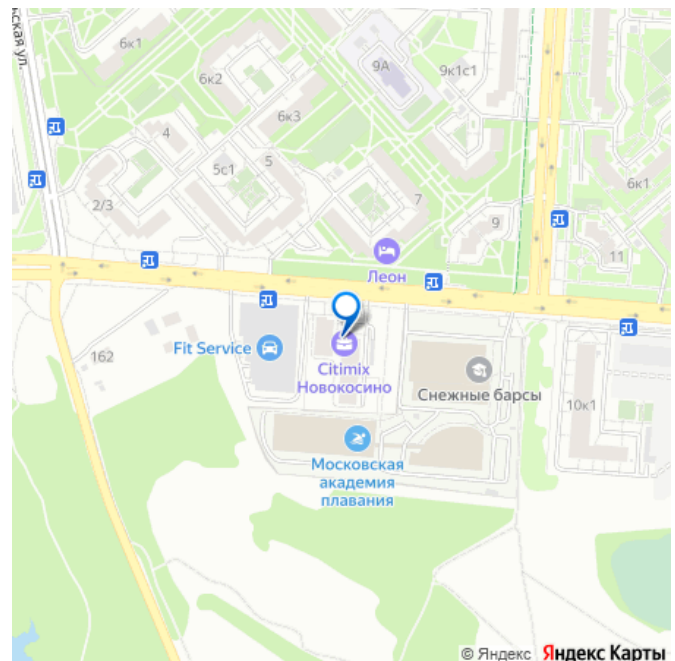 ьская ул.
6к1
6к2
9А
9к1с1
6к3
4
5
5с1
7
6к1
2/3
9
11
Леон
162
Fit Service
Citimix
Новокосино
Снежные барсы
10к1
Московская
академия
плавания
© Яндекс Яндекс Карты